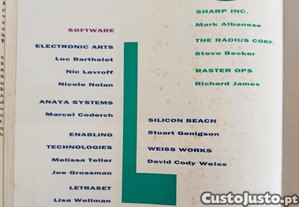 SOFTWARE
ELECTRONIC ARTS
Luc Barthelet
Nic Lavroff
Nicole Nolan
ANAYA SYSTEMS
Marcel Coderch
ENABLING
TECHNOLOGIES
Melissa Teller
Joe Grossman
LETRASET
Lisa Wellman
SHARP INC.
Mark Albanese
THE RADIUS CORP.
Steve Becker
RASTER OPS
Richard James
SILICON BEACH
Stuart Genigson
WEISS WORKS
David Cody Weiss
CustoJusto.pt